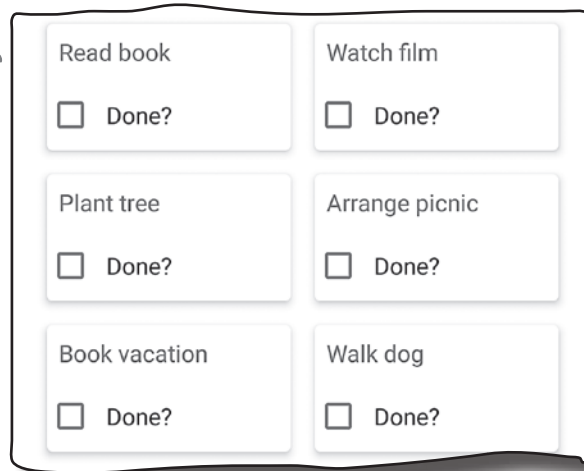 Read book
Watch film
Done?
Done?
Plant tree
Arrange picnic
Done?
Done?
Book vacation
Walk dog
Done?
Done?